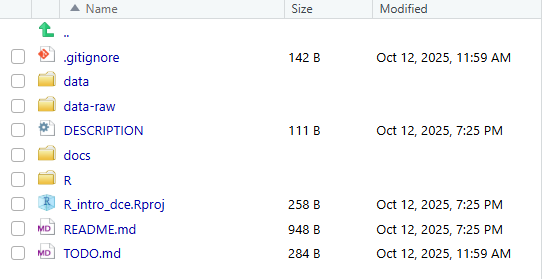 Name Size Modified
..
.gitignore 142 B Oct 12, 2025, 11:59 AM
data
data-raw
DESCRIPTION 111 B Oct 12, 2025, 7:25 PM
docs
R
R R_intro_dce.Rproj 258 B Oct 12, 2025, 7:25 PM
MD README.md 948 B Oct 12, 2025, 7:25 PM
MD TODO.md 284 B Oct 12, 2025, 11:59 AM